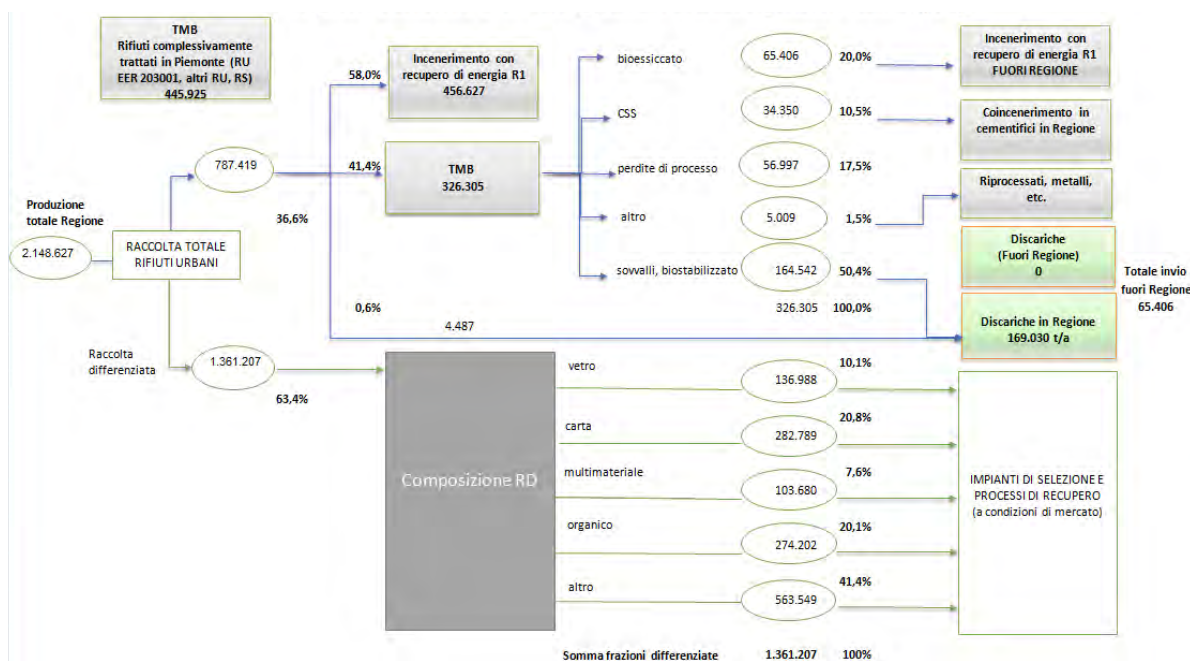 TMB
Rifiuti complessivamente
trattati in Piemonte (RU
EER 203001, altri RU, RS)
445.925
58,0%
Incenerimento con
recupero di energia R1
456.627
bioessiccato
65.406
20,0%
Incenerimento con
recupero di energia R1
FUORI REGIONE
CSS
34.350
10,5%
Coincenerimento in
cementifici in Regione
787.419
41,4%
TMB
326.305
perdite di processo
56.997
17,5%
Riprocessati, metalli,
etc.
Produzione
totale Regione
36,6%
altro
5.009
1,5%
2.148.627
RACCOLTA TOTALE
RIFIUTI URBANI
sovvalli, biostabilizzato
164.542
50,4%
Discariche
(Fuori Regione)
0
Totale invio
fuori Regione
65.406
0,6%
4.487
326.305
100,0%
Discariche in Regione
169.030 t/a
Raccolta
differenziata
1.361.207
63,4%
Composizione RD
vetro
136.988
10,1%
carta
282.789
20,8%
multimateriale
103.680
7,6%
organico
274.202
20,1%
altro
563.549
41,4%
IMPIANTI DI SELEZIONE E
PROCESSI DI RECUPERO
(a condizioni di mercato)
Somma frazioni differenziate
1.361.207
100%